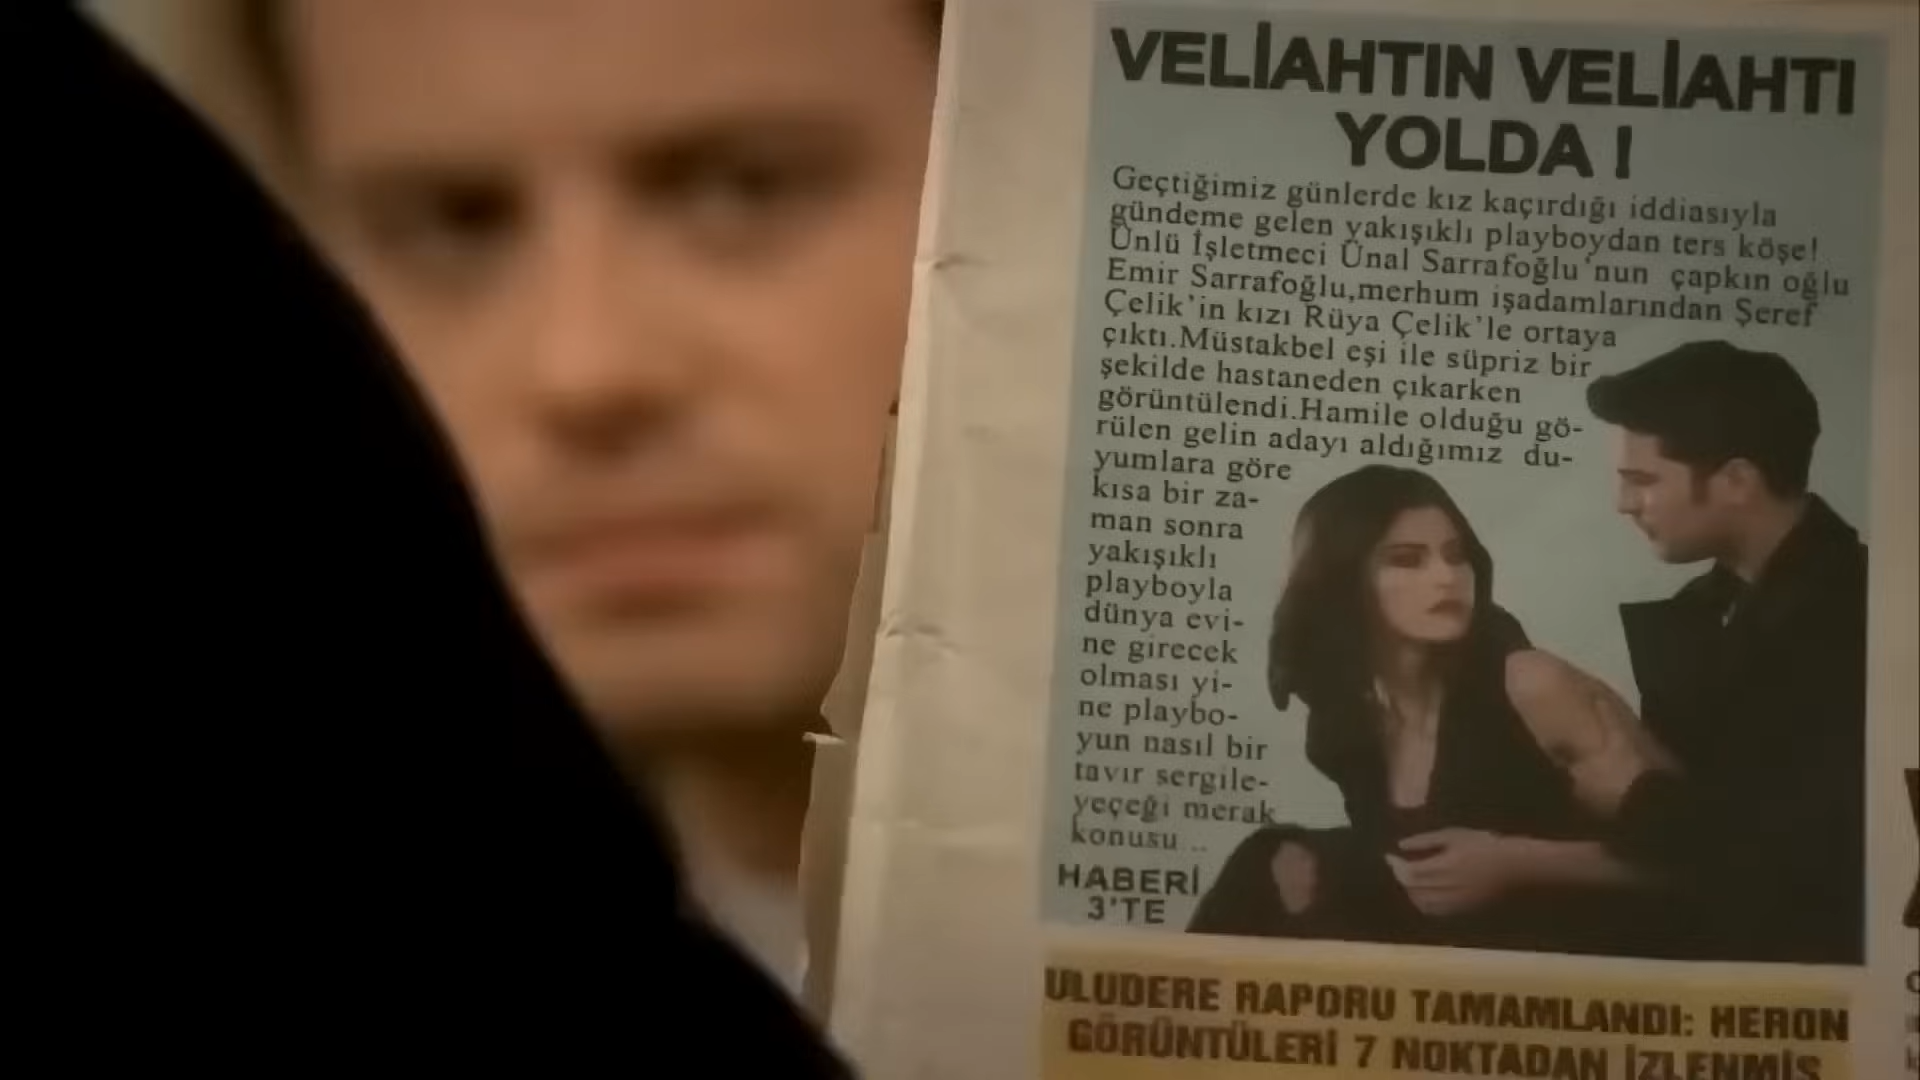 VELİAHTIN VELİAHTI
YOLDA !
Geçtiğimiz günlerde kız kaçırdığı iddiasıyla
gündeme gelen yakışıklı playboydan ters köşe!
Ünlü İşletmeci Ünal Sarrafoğlu'nun çapkın oğlu
Emir Sarrafoğlu,merhum işadamlarından Şeref
Çelik'in kızı Rüya Çelik'le ortaya
çıktı.Müstakbel eşi ile süpriz bir
şekilde hastaneden çıkarken
görüntülendi.Hamile olduğu gö-
rülen gelin adayı aldığımız du-
yumlara göre
kısa bir za-
man sonra
yakışıklı
playboyla
dünya evi-
ne girecek
olması yi-
ne playbo-
yun nasıl bir
tavır sergile-
yeçeği merak
konusu...
HABERİ
3'TE
ULUDERE RAPORU TAMAMLANDI: HERON
GÖRÜNTÜLERİ 7 NOKTADAN İZLENMİŞ